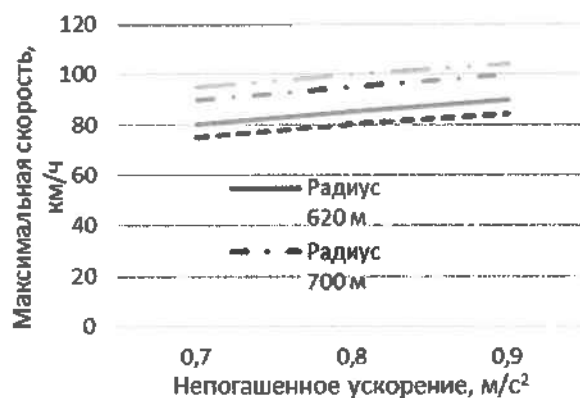 Максимальная скорость,
км/ч
120
100
80
60
40
20
0
Радиус
620 м
Радиус
700 м
0,7 0,8 0,9
Непогашенное ускорение, м/с²